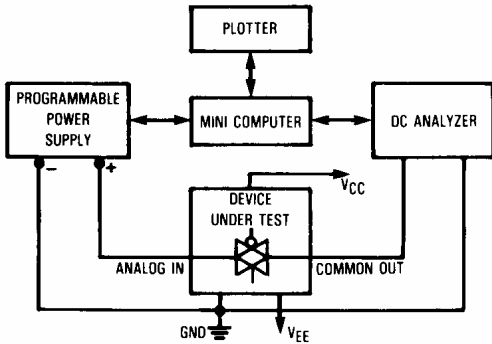 PLOTTER
PROGRAMMABLE
POWER
SUPPLY
MINI COMPUTER
DC ANALYZER
- +
VCC
DEVICE
UNDER TEST
ANALOG IN
COMMON OUT
GND
VEE